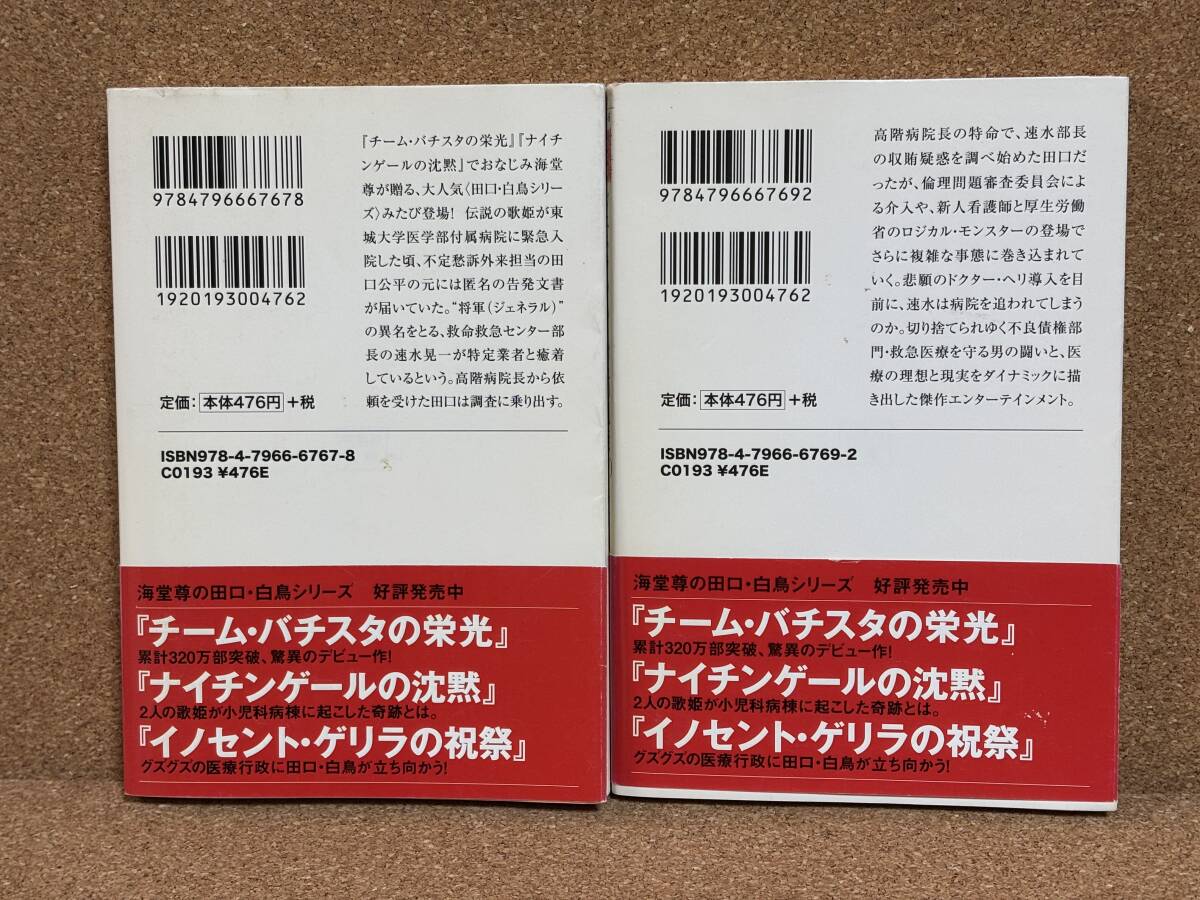 9784796667678
1920193004762
『チーム・バチスタの栄光』『ナイチ
ンゲールの沈黙』でおなじみ海堂
尊が贈る、大人気〈田口・白鳥シリー
ズ〉みたび登場! 伝説の歌姫が東
城大学医学部付属病院に緊急入
院した頃、不定愁訴外来担当の田
口公平の元には匿名の告発文書
が届いていた。“将軍(ジェネラル)”
の異名をとる、救命救急センター部
長の速水晃一が特定業者と癒着
しているという。高階病院長から依
頼を受けた田口は調査に乗り出す。
定価: 本体476円 +税
ISBN978-4-7966-6767-8
C0193 ¥476E
海堂尊の田口・白鳥シリーズ 好評発売中
『チーム・バチスタの栄光』
累計320万部突破、驚異のデビュー作!
『ナイチンゲールの沈黙』
2人の歌姫が小児科病棟に起こした奇跡とは。
『イノセント・ゲリラの祝祭』
グズグズの医療行政に田口・白鳥が立ち向かう!
9784796667692
1920193004762
高階病院長の特命で、速水部長
の収賄疑惑を調べ始めた田口だ
ったが、倫理問題審査委員会によ
る介入や、新人看護師と厚生労働
省のロジカル・モンスターの登場で
さらに複雑な事態に巻き込まれて
いく。悲願のドクター・ヘリ導入を目
前に、速水は病院を追われてしまう
のか。切り捨てられゆく不良債権部
門・救急医療を守る男の闘いと、医
療の理想と現実をダイナミックに描
き出した傑作エンターテインメント。
定価: 本体476円 +税
ISBN978-4-7966-6769-2
C0193 ¥476E
海堂尊の田口・白鳥シリーズ 好評発売中
『チーム・バチスタの栄光』
累計320万部突破、驚異のデビュー作!
『ナイチンゲールの沈黙』
2人の歌姫が小児科病棟に起こした奇跡とは。
『イノセント・ゲリラの祝祭』
グズグズの医療行政に田口・白鳥が立ち向かう!